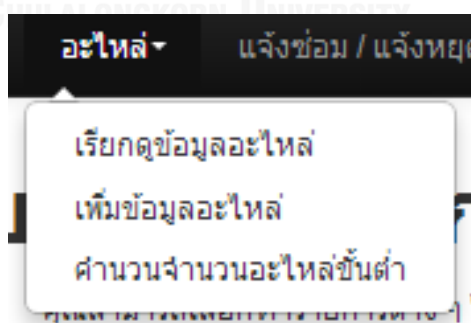 CHULALONGKORN UNIVERSITY
อะไหล่ แจ้งซ่อม / แจ้งหยุด
เรียกดูข้อมูลอะไหล่
เพิ่มข้อมูลอะไหล่
คำนวนจำนวนอะไหล่ขั้นต่ำ